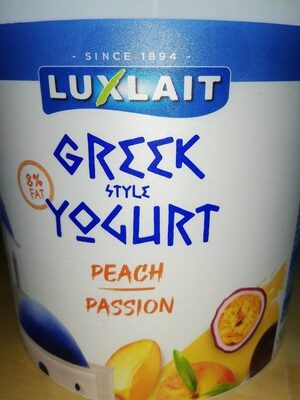 - SINCE 1894 -
LUXLAIT
GREEK
STYLE
YOGURT
8%
FAT
PEACH
PASSION